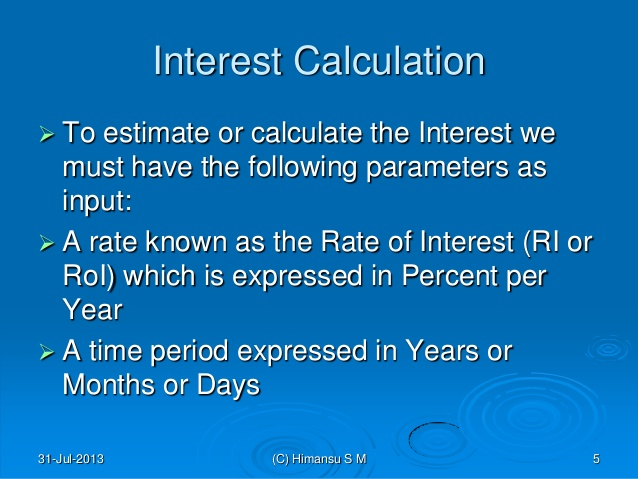 Interest Calculation
➢ To estimate or calculate the Interest we
must have the following parameters as
input:
➢ A rate known as the Rate of Interest (RI or
RoI) which is expressed in Percent per
Year
➢ A time period expressed in Years or
Months or Days
31-Jul-2013 (C) Himansu S M 5